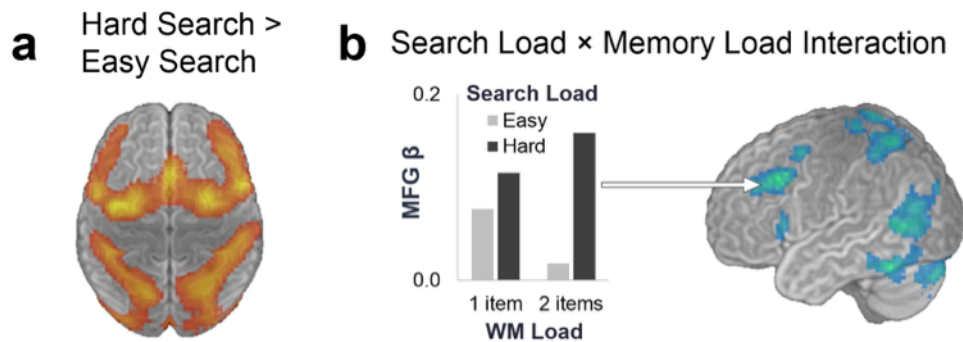 a
Hard Search >
Easy Search
b
Search Load × Memory Load Interaction
0.2
Search Load
Easy
Hard
MFG β
0.0
1 item
2 items
WM Load